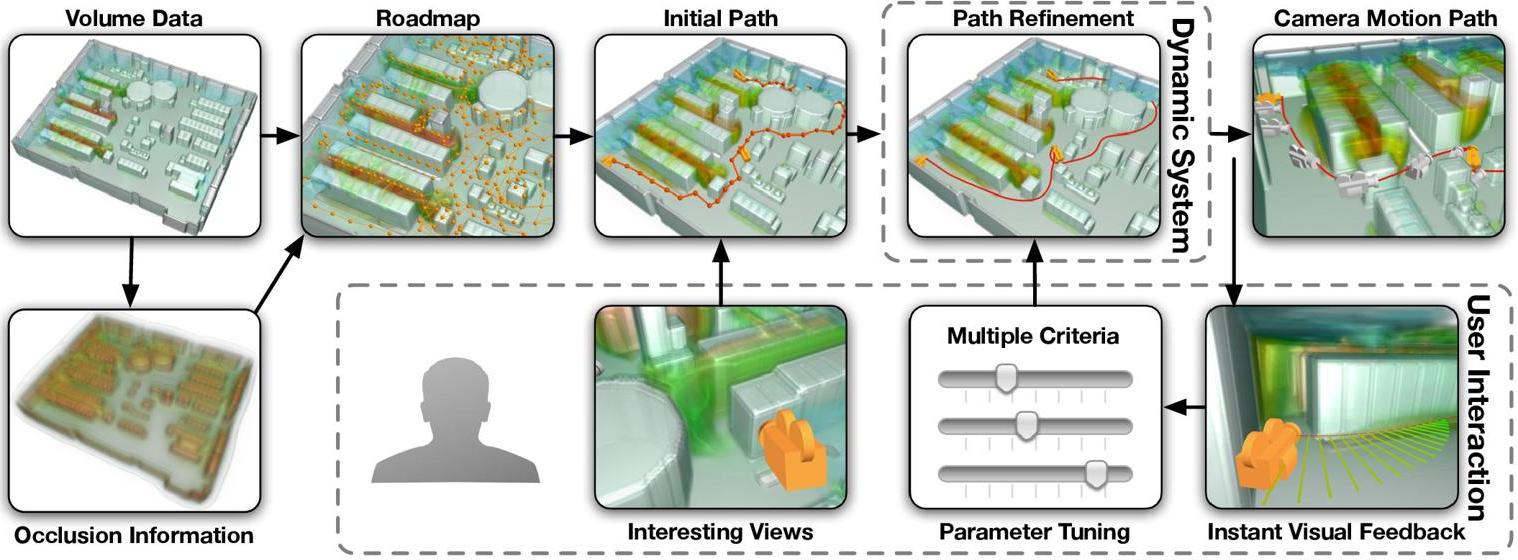 Volume Data
Roadmap
Initial Path
Path Refinement
Dynamic System
Camera Motion Path
Occlusion Information
Interesting Views
Multiple Criteria
Parameter Tuning
Instant Visual Feedback
User Interaction